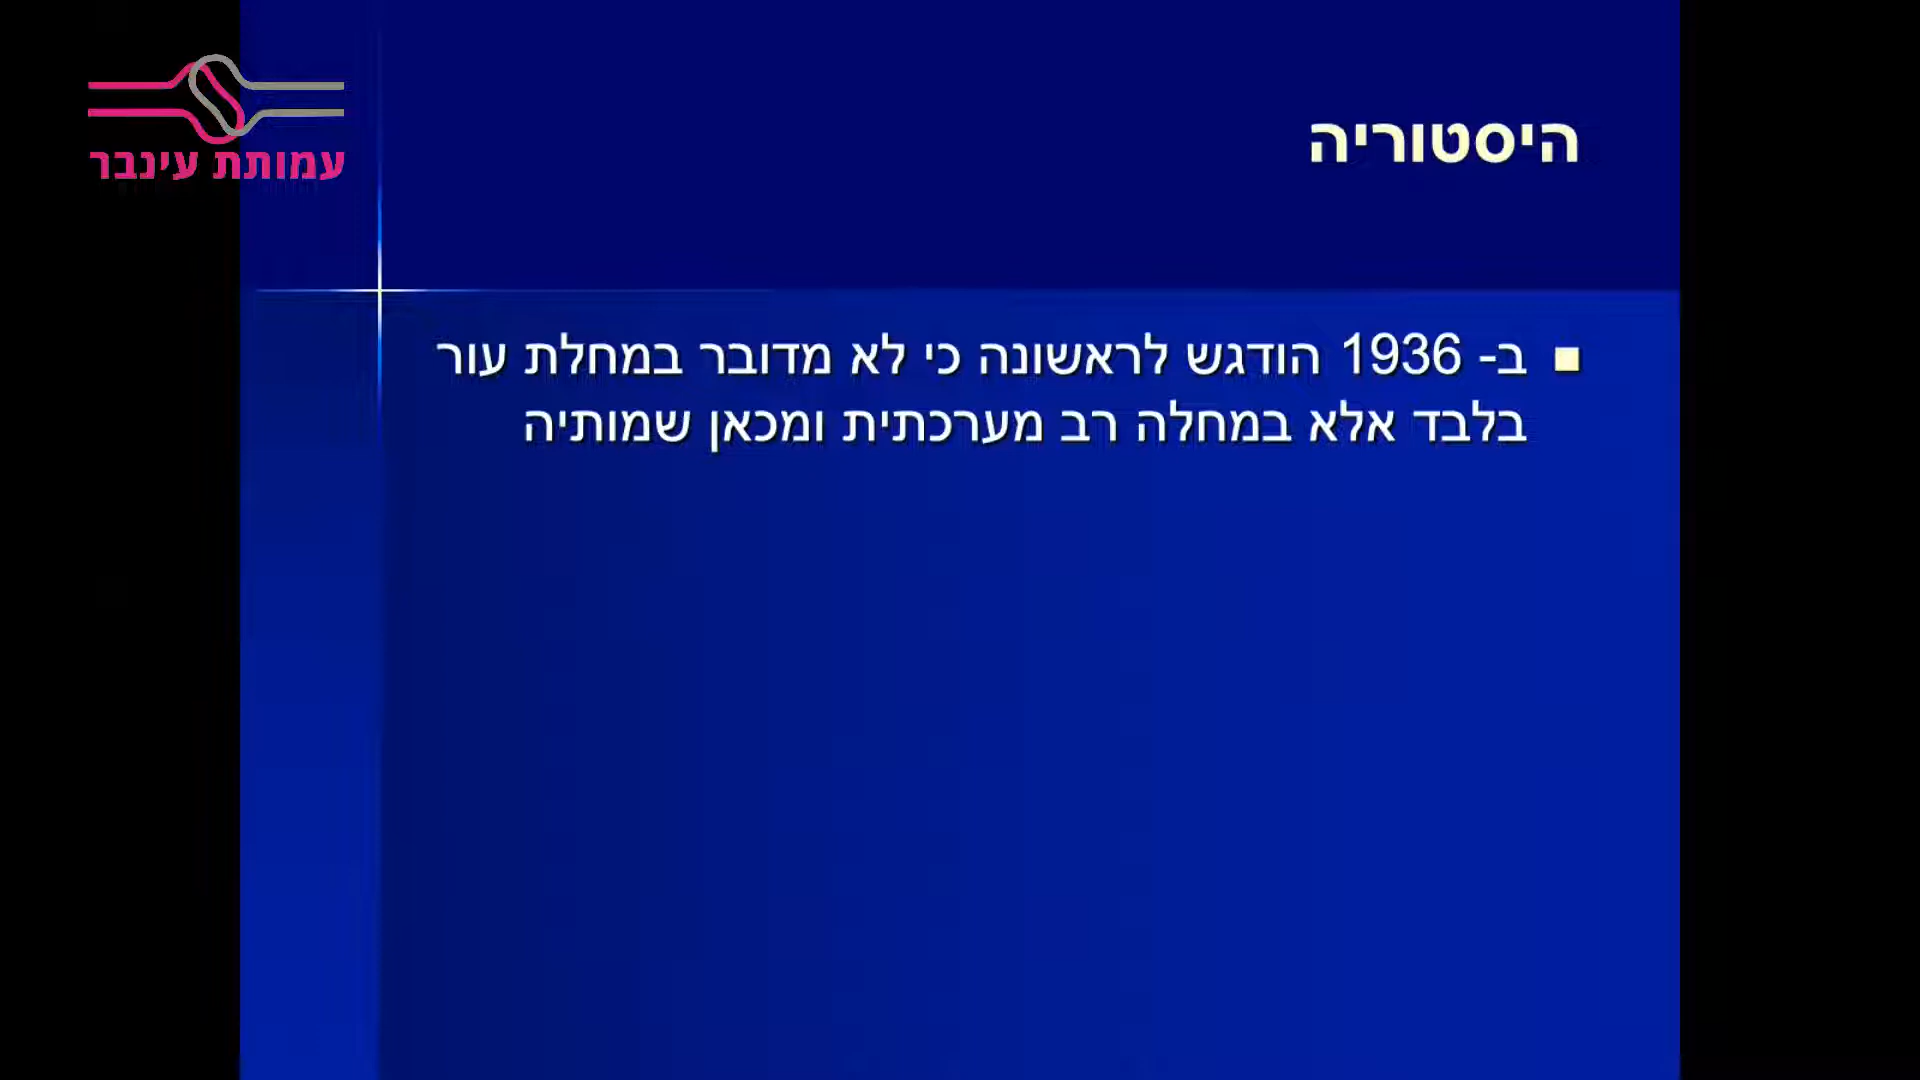 עמותת עינבר
היסטוריה
ב- 1936 הודגש לראשונה כי לא מדובר במחלת עור
בלבד אלא במחלה רב מערכתית ומכאן שמותיה